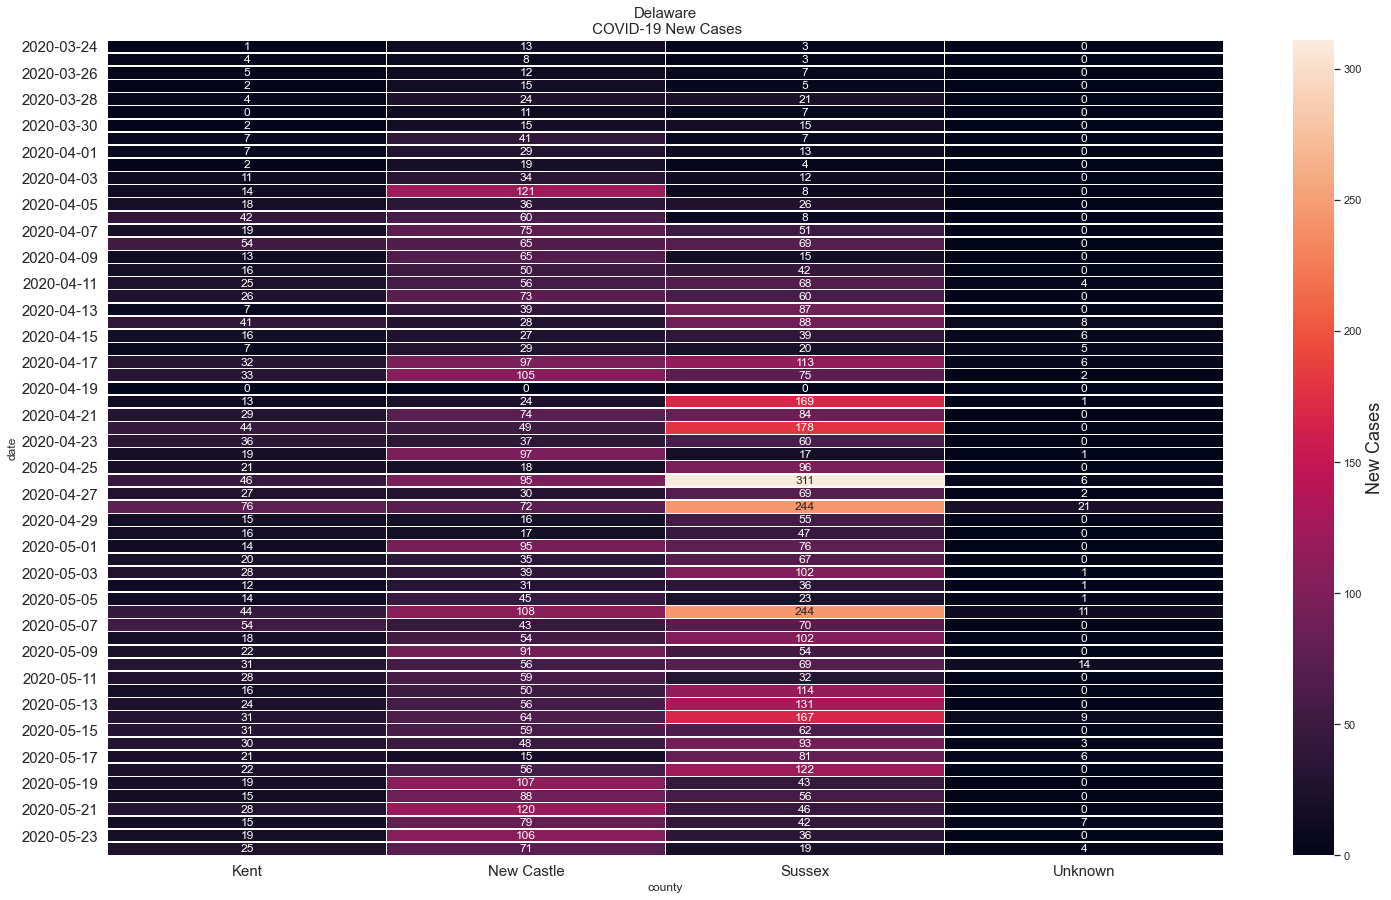 Delaware
COVID-19 New Cases
2020-03-24 1 13 3 0
4 8 3 0
2020-03-26 5 12 7 0
2 15 5 0
2020-03-28 4 24 21 0
0 11 7 0
2020-03-30 2 15 15 0
7 41 7 0
2020-04-01 7 29 13 0
2 19 4 0
2020-04-03 11 34 12 0
14 121 8 0
2020-04-05 18 36 26 0
42 60 8 0
2020-04-07 19 75 51 0
54 65 69 0
2020-04-09 13 65 15 0
16 50 42 0
2020-04-11 25 56 68 4
26 73 60 0
2020-04-13 7 39 87 0
41 28 88 8
2020-04-15 16 27 39 6
7 29 20 5
2020-04-17 32 97 113 6
33 105 75 2
2020-04-19 0 0 0 0
13 24 169 1
2020-04-21 29 74 84 0
44 49 178 0
2020-04-23 36 37 60 0
19 97 17 1
2020-04-25 21 18 96 0
46 95 311 6
2020-04-27 27 30 69 2
76 72 244 21
2020-04-29 15 16 55 0
16 17 47 0
2020-05-01 14 95 76 0
20 35 67 0
2020-05-03 28 39 102 1
12 31 36 1
2020-05-05 14 45 23 1
44 108 244 11
2020-05-07 54 43 70 0
18 54 102 0
2020-05-09 22 91 54 0
31 56 69 14
2020-05-11 28 59 32 0
16 50 114 0
2020-05-13 24 56 131 0
31 64 167 9
2020-05-15 31 59 62 0
30 48 93 3
2020-05-17 21 15 81 6
22 56 122 0
2020-05-19 19 107 43 0
15 88 56 0
2020-05-21 28 120 46 0
15 79 42 7
2020-05-23 19 106 36 0
25 71 19 4
Kent New Castle Sussex Unknown
county
date
300
250
200
150
100
50
0
New Cases